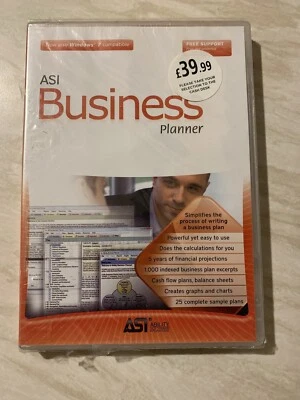 Windows
FREE SUPPORT
£39.99
PLEASE TAKE YOUR
SELECTION TO THE
CASH DESK
ASI
Business
Planner
Simplifies the
process of writing
a business plan
Powerful yet easy to use
Does the calculations for you
5 years of financial projections
1,000 indexed business plan excerpts
Cash flow plans, balance sheets
Creates graphs and charts
25 complete sample plans
ASI